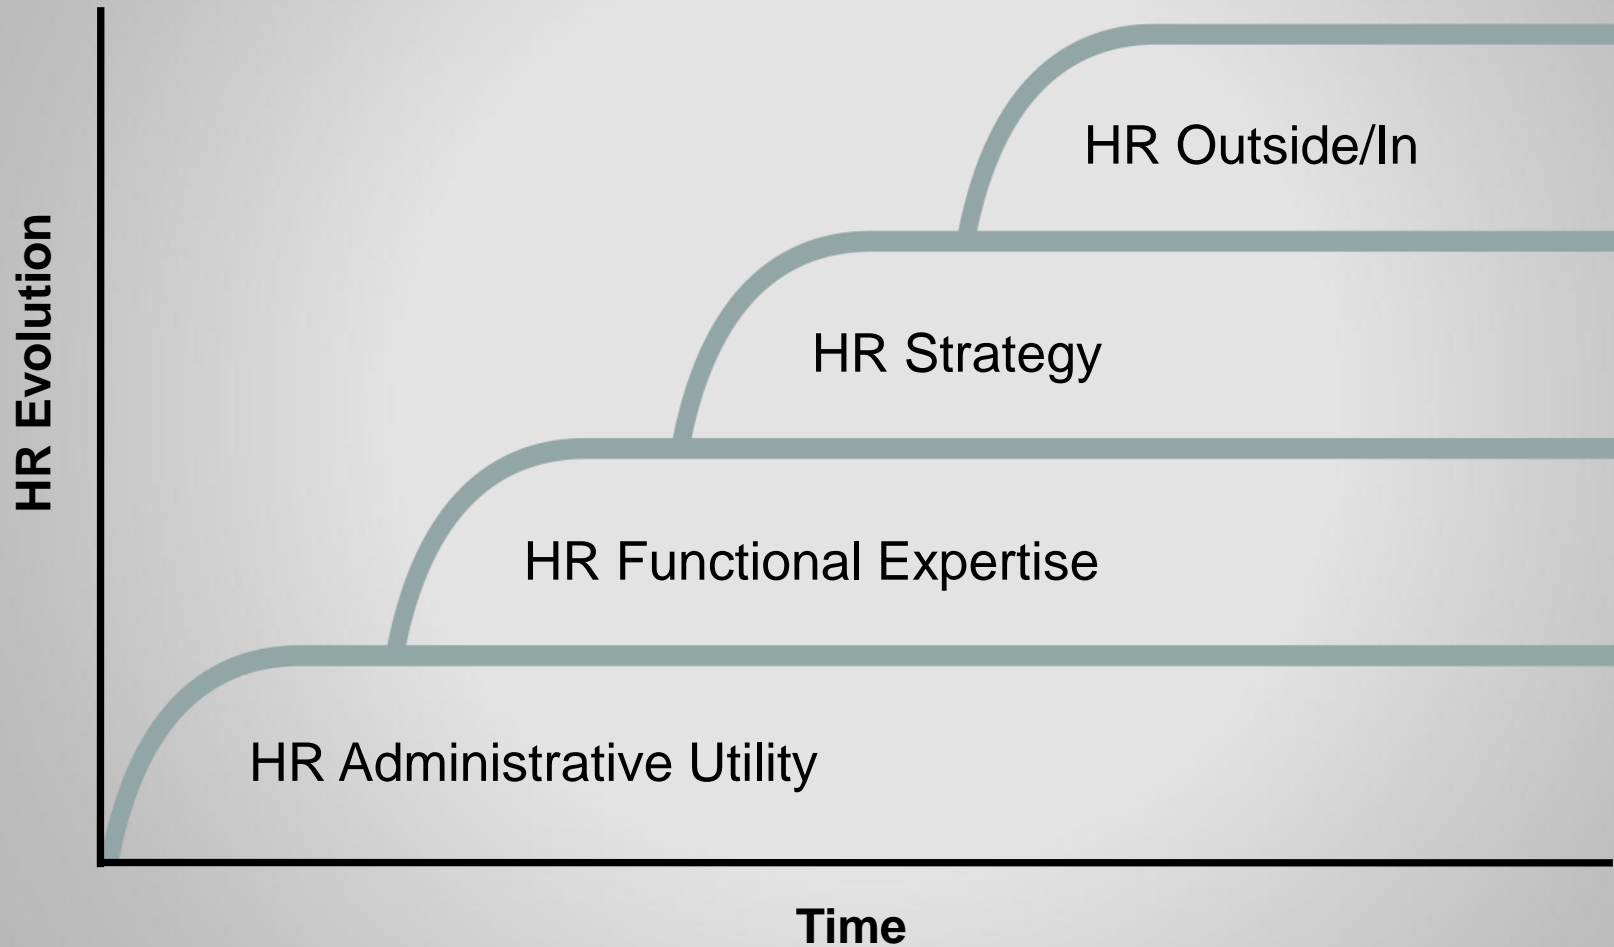 HR Outside/In
HR Strategy
HR Functional Expertise
HR Administrative Utility
HR Evolution
Time